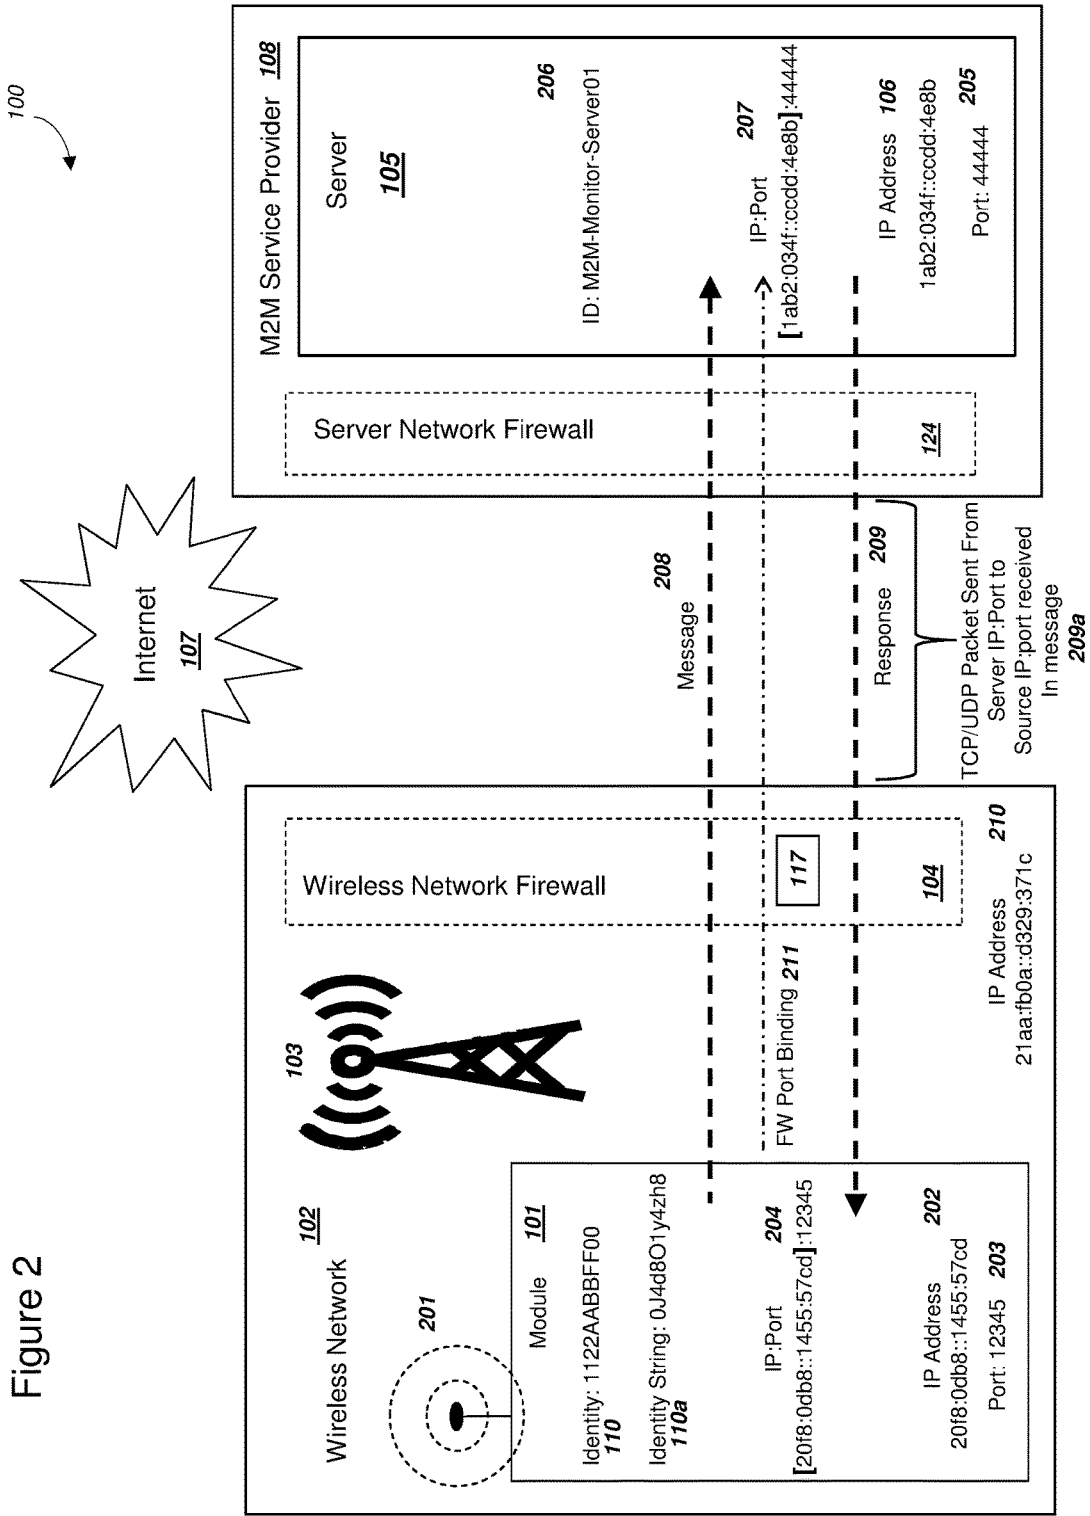 Figure 2
100
Internet
107
Wireless Network 102
103
201
Wireless Network Firewall
104
117
Module 101
Identity: 1122AABBFF00
110
Identity String: 0J4d8O1y4zh8
110a
IP:Port 204
[20f8:0db8::1455:57cd]:12345
IP Address 202
20f8:0db8::1455:57cd
Port: 12345 203
FW Port Binding 211
IP Address 210
21aa:fb0a::d329:371c
Message 208
Response 209
TCP/UDP Packet Sent From
Server IP:Port to
Source IP:port received
In message
209a
M2M Service Provider 108
Server Network Firewall
124
Server
105
206
ID: M2M-Monitor-Server01
IP:Port 207
[1ab2:034f::ccdd:4e8b]:44444
IP Address 106
1ab2:034f::ccdd:4e8b
Port: 44444 205